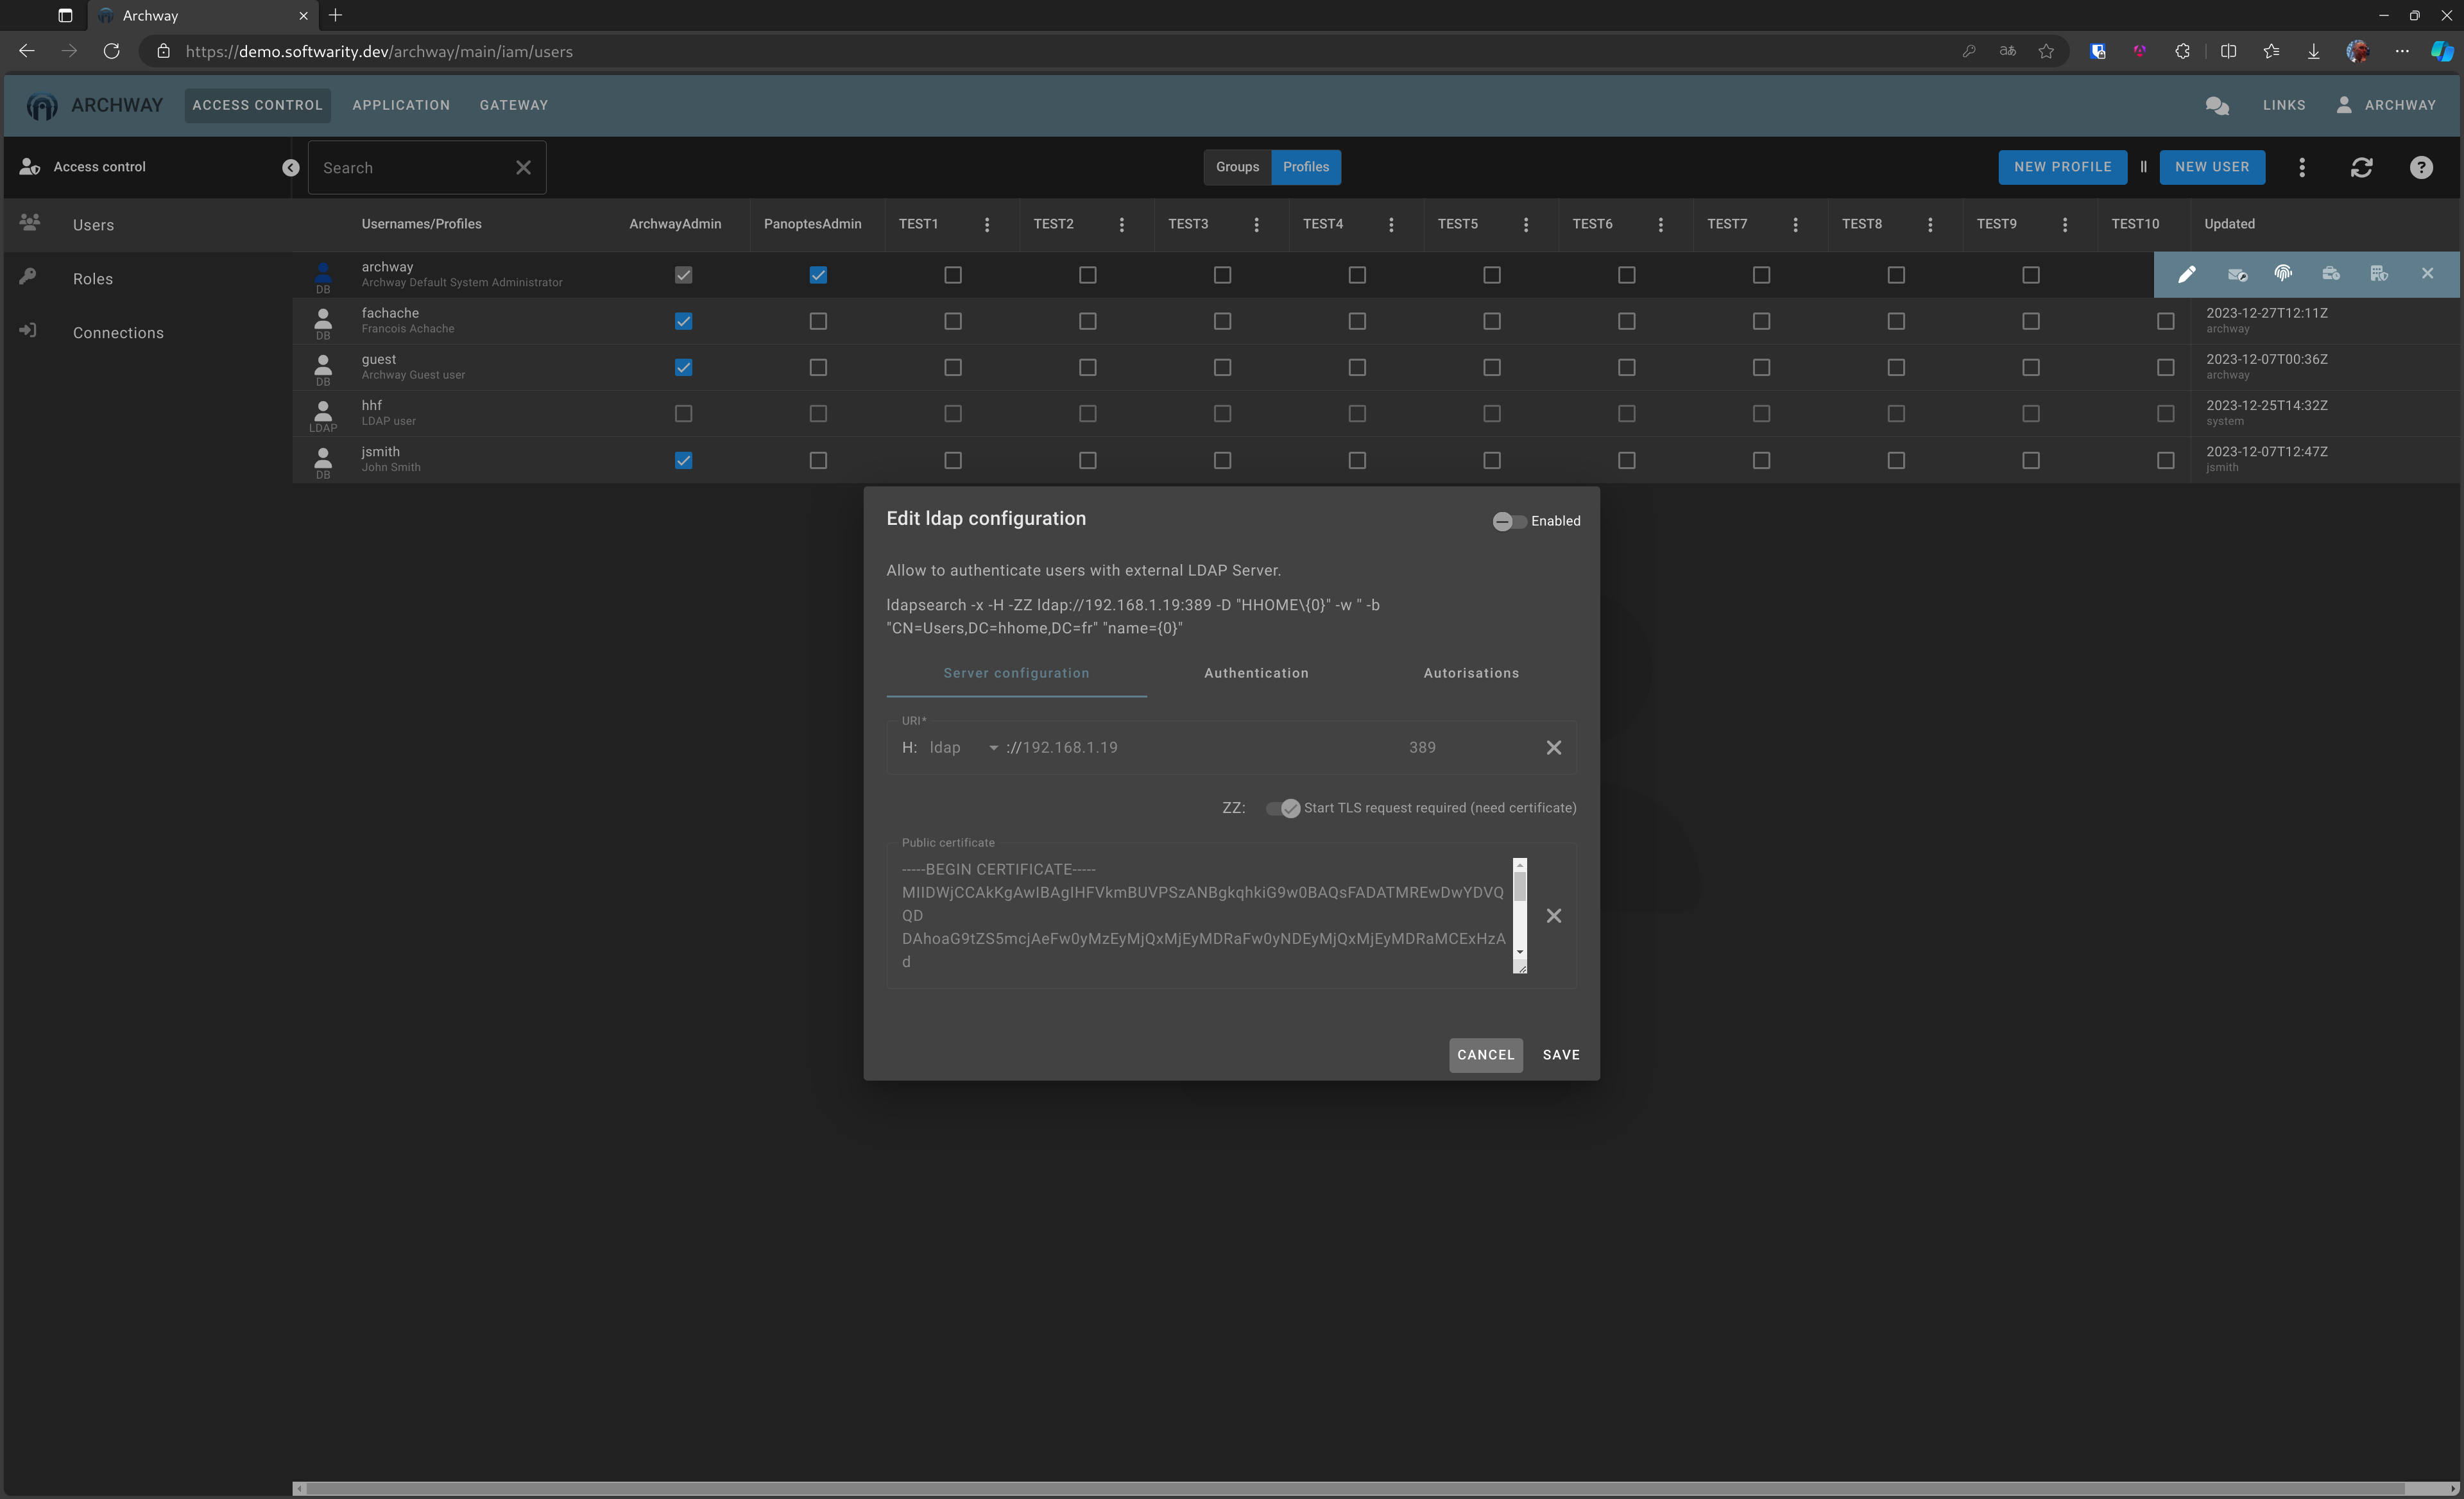 Archway
https://demo.softwarity.dev/archway/main/iam/users
ARCHWAY ACCESS CONTROL APPLICATION GATEWAY LINKS ARCHWAY
Access control Search Groups Profiles NEW PROFILE NEW USER
Users
Roles
Connections
Usernames/Profiles ArchwayAdmin PanoptesAdmin TEST1 TEST2 TEST3 TEST4 TEST5 TEST6 TEST7 TEST8 TEST9 TEST10 Updated
archway
Archway Default System Administrator
DB
fachache 2023-12-27T12:11Z
Francois Achache archway
DB
guest 2023-12-07T00:36Z
Archway Guest user archway
DB
hhf 2023-12-25T14:32Z
LDAP user system
LDAP
jsmith 2023-12-07T12:47Z
John Smith jsmith
DB
Edit ldap configuration Enabled
Allow to authenticate users with external LDAP Server.
ldapsearch -x -H -ZZ ldap://192.168.1.19:389 -D "HHOME\{0}" -w '' -b
"CN=Users,DC=hhome,DC=fr" "name={0}"
Server configuration Authentication Autorisations
URI*
H: ldap ://192.168.1.19 389
ZZ: Start TLS request required (need certificate)
Public certificate
-----BEGIN CERTIFICATE-----
MIIDWjCCAkKgAwIBAgIHFVkmBUVPSzANBgkqhkiG9w0BAQsFADATMREwDwYDVQ
QD
DAhoaG9tZS5mcjAeFw0yMzEyMjQxMjEyMDRaFw0yNDEyMjQxMjEyMDRaMCExHzA
d
CANCEL SAVE